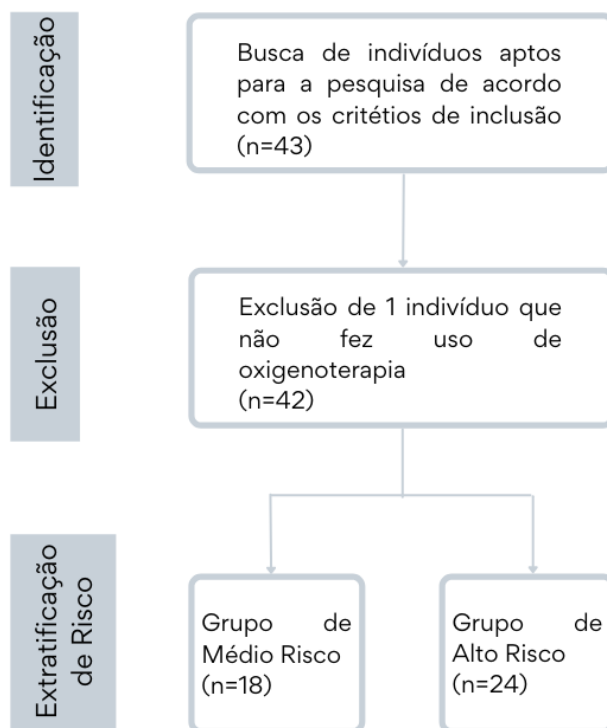 Identificação
Busca de indivíduos aptos
para a pesquisa de acordo
com os critétios de inclusão
(n=43)
Exclusão
Exclusão de 1 indivíduo que
não fez uso de
oxigenoterapia
(n=42)
Extratificação
de Risco
Grupo de
Médio Risco
(n=18)
Grupo de
Alto Risco
(n=24)